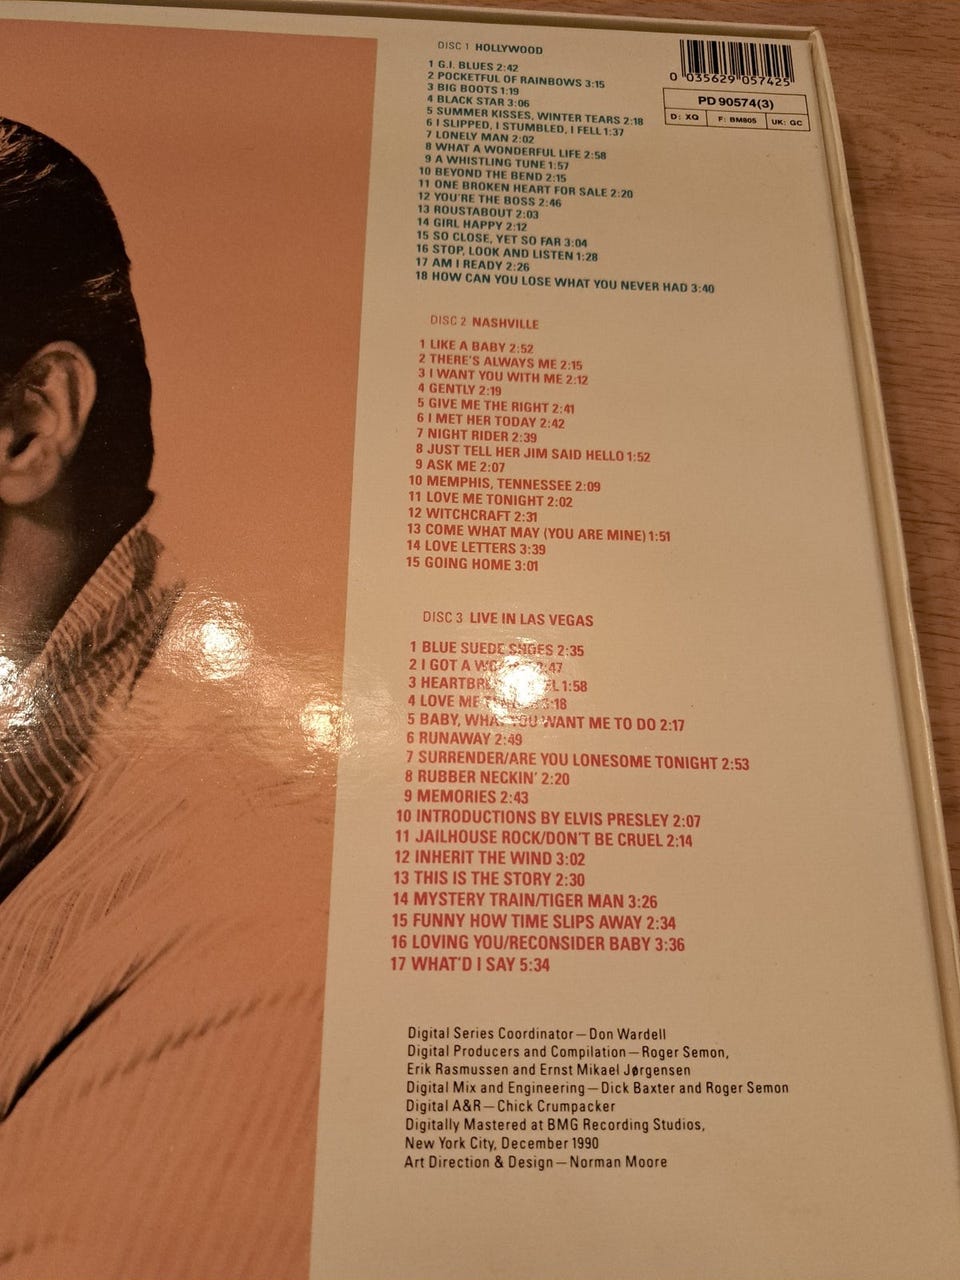 DISC 1 HOLLYWOOD
1 G.I. BLUES 2:42
2 POCKETFUL OF RAINBOWS 3:15
3 BIG BOOTS 1:19
4 BLACK STAR 3:06
5 SUMMER KISSES, WINTER TEARS 2:18
6 I SLIPPED, I STUMBLED, I FELL 1:37
7 LONELY MAN 2:02
8 WHAT A WONDERFUL LIFE 2:58
9 A WHISTLING TUNE 1:57
10 BEYOND THE BEND 2:15
11 ONE BROKEN HEART FOR SALE 2:20
12 YOU'RE THE BOSS 2:46
13 ROUSTABOUT 2:03
14 GIRL HAPPY 2:12
15 SO CLOSE, YET SO FAR 3:04
16 STOP, LOOK AND LISTEN 1:28
17 AM I READY 2:26
18 HOW CAN YOU LOSE WHAT YOU NEVER HAD 3:40
0 035629 057425
PD 90574(3)
D: XQ F: BM805 UK: GC
DISC 2 NASHVILLE
1 LIKE A BABY 2:52
2 THERE'S ALWAYS ME 2:15
3 I WANT YOU WITH ME 2:12
4 GENTLY 2:19
5 GIVE ME THE RIGHT 2:41
6 I MET HER TODAY 2:42
7 NIGHT RIDER 2:39
8 JUST TELL HER JIM SAID HELLO 1:52
9 ASK ME 2:07
10 MEMPHIS, TENNESSEE 2:09
11 LOVE ME TONIGHT 2:02
12 WITCHCRAFT 2:31
13 COME WHAT MAY (YOU ARE MINE) 1:51
14 LOVE LETTERS 3:39
15 GOING HOME 3:01
DISC 3 LIVE IN LAS VEGAS
1 BLUE SUEDE SHOES 2:35
2 I GOT A :47
3 1:58
4 LOVE ME :18
5 BABY, WHAT YOU WANT ME TO DO 2:17
6 RUNAWAY 2:49
7 SURRENDER/ARE YOU LONESOME TONIGHT 2:53
8 RUBBER NECKIN' 2:20
9 MEMORIES 2:43
10 INTRODUCTIONS BY ELVIS PRESLEY 2:07
11 JAILHOUSE ROCK/DON'T BE CRUEL 2:14
12 INHERIT THE WIND 3:02
13 THIS IS THE STORY 2:30
14 MYSTERY TRAIN/TIGER MAN 3:26
15 FUNNY HOW TIME SLIPS AWAY 2:34
16 LOVING YOU/RECONSIDER BABY 3:36
17 WHAT'D I SAY 5:34
Digital Series Coordinator—Don Wardell
Digital Producers and Compilation—Roger Semon,
Erik Rasmussen and Ernst Mikael Jørgensen
Digital Mix and Engineering—Dick Baxter and Roger Semon
Digital A&R—Chick Crumpacker
Digitally Mastered at BMG Recording Studios,
New York City, December 1990
Art Direction & Design—Norman Moore